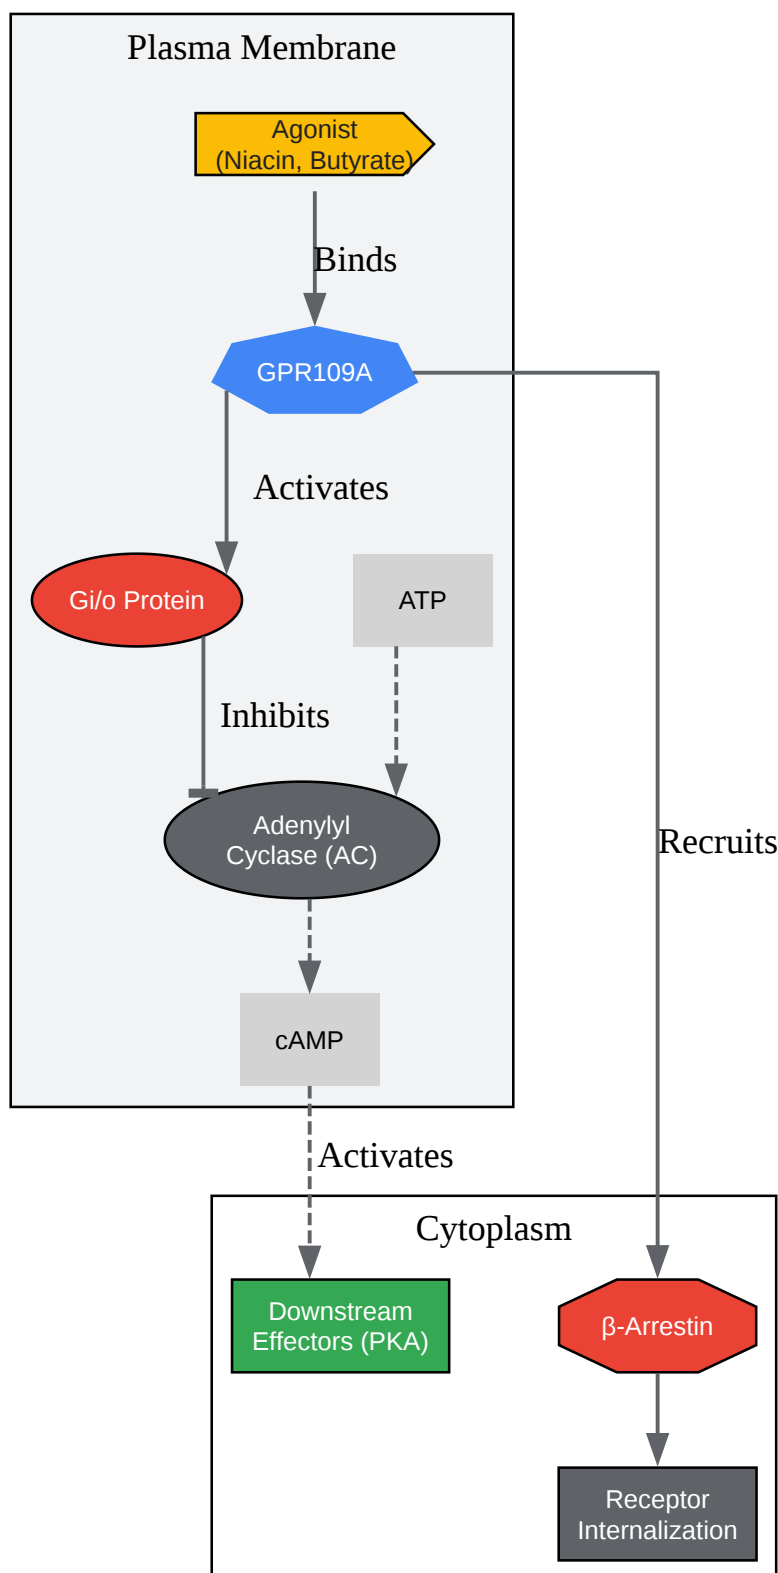 Plasma Membrane
Agonist
(Niacin, Butyrate)
Binds
GPR109A
Activates
Gi/o Protein
ATP
Inhibits
Adenylyl
Cyclase (AC)
Recruits
cAMP
Activates
Cytoplasm
Downstream
Effectors (PKA)
β-Arrestin
Receptor
Internalization